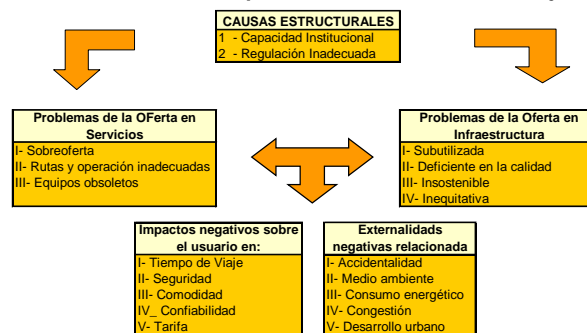 CAUSAS ESTRUCTURALES
1 - Capacidad Institucional
2 - Regulación Inadecuada
Problemas de la OFerta en
Servicios
I- Sobreoferta
II- Rutas y operación inadecuadas
III- Equipos obsoletos
Problemas de la Oferta en
Infraestructura
I- Subutilizada
II- Deficiente en la calidad
III- Insostenible
IV- Inequitativa
Impactos negativos sobre
el usuario en:
I- Tiempo de Viaje
II- Seguridad
III- Comodidad
IV_ Confiabilidad
V- Tarifa
Externalidads
negativas relacionada
I- Accidentalidad
II- Medio ambiente
III- Consumo energético
IV- Congestión
V- Desarrollo urbano